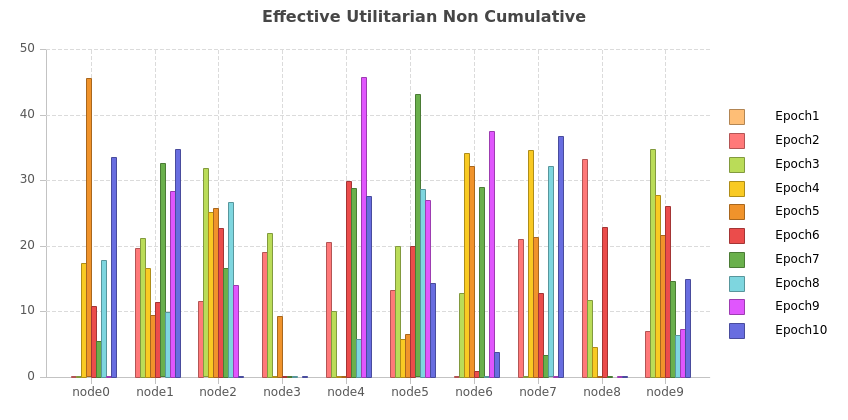 Effective Utilitarian Non Cumulative
50
40
30
20
10
0
node0 node1 node2 node3 node4 node5 node6 node7 node8 node9
Epoch1
Epoch2
Epoch3
Epoch4
Epoch5
Epoch6
Epoch7
Epoch8
Epoch9
Epoch10